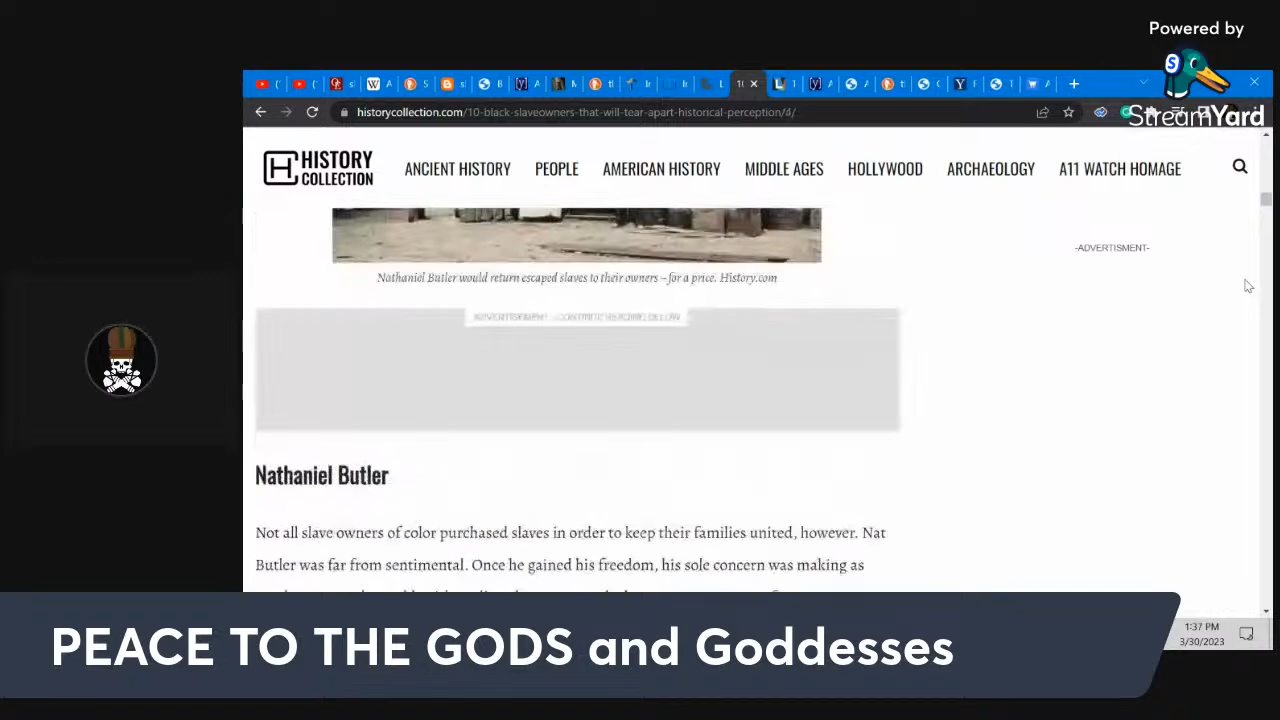 Powered by
StreamYard
historycollection.com/10-black-slaveowners-that-will-tear-apart-historical-perception/4/
HISTORY
COLLECTION
ANCIENT HISTORY PEOPLE AMERICAN HISTORY MIDDLE AGES HOLLYWOOD ARCHAEOLOGY A11 WATCH HOMAGE
-ADVERTISMENT-
Nathaniel Butler would return escaped slaves to their owners – for a price. History.com
Nathaniel Butler
Not all slave owners of color purchased slaves in order to keep their families united, however. Nat
Butler was far from sentimental. Once he gained his freedom, his sole concern was making as
1:37 PM
3/30/2023
PEACE TO THE GODS and Goddesses